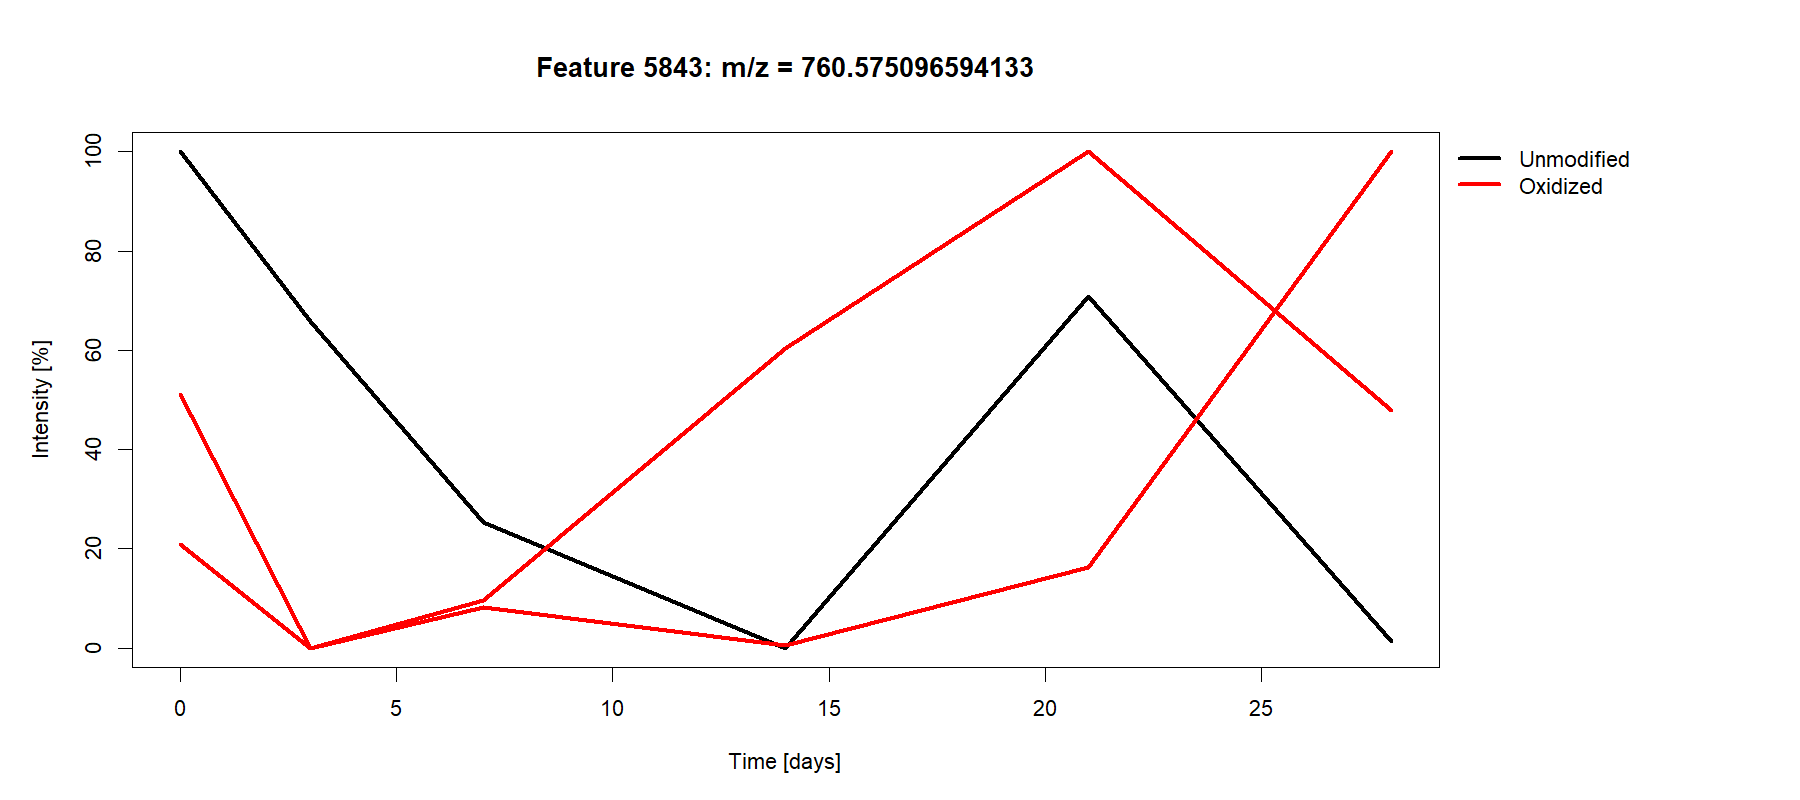 Feature 5843: m/z = 760.575096594133
Unmodified
Oxidized
Intensity [%]
100
80
60
40
20
0
0 5 10 15 20 25
Time [days]